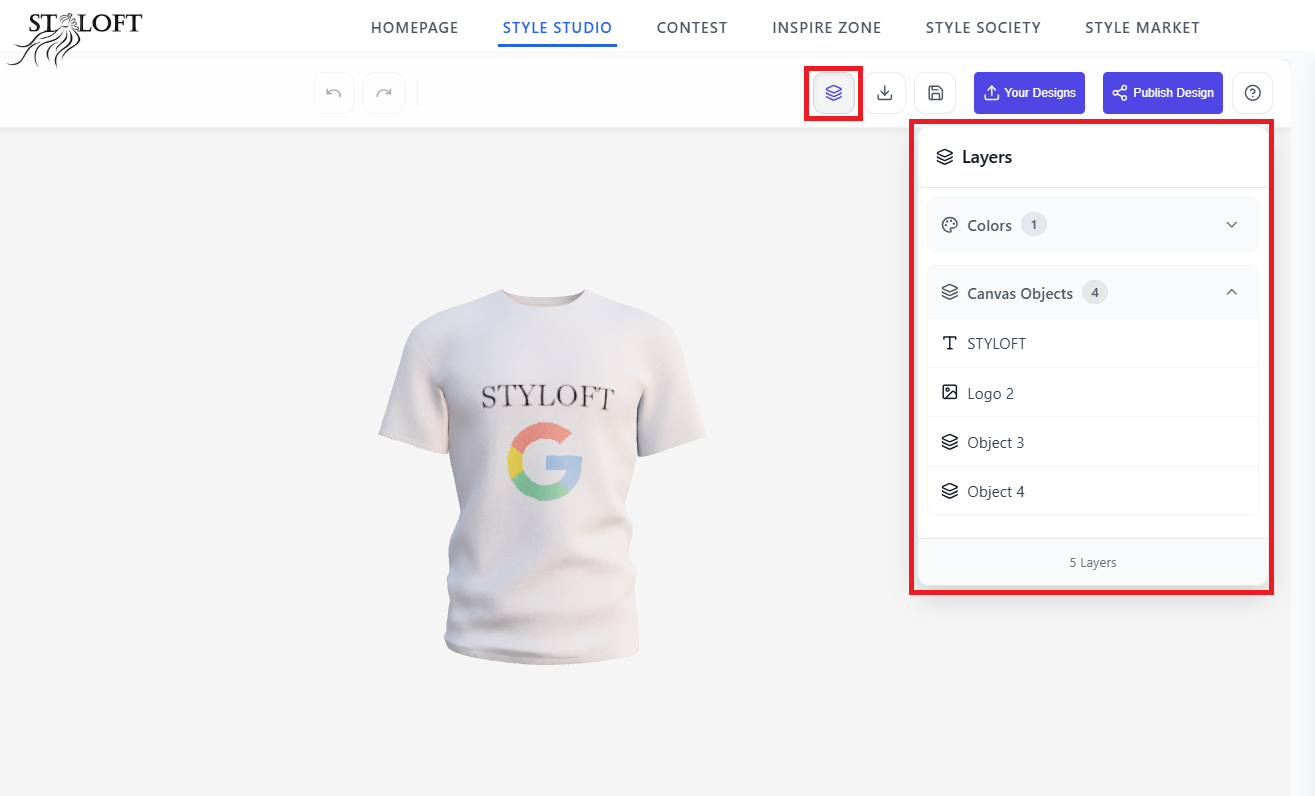 STYLOFT
HOMEPAGE
STYLE STUDIO
CONTEST
INSPIRE ZONE
STYLE SOCIETY
STYLE MARKET
Your Designs
Publish Design
Layers
Colors 1
Canvas Objects 4
STYLOFT
Logo 2
Object 3
Object 4
5 Layers
STYLOFT
G